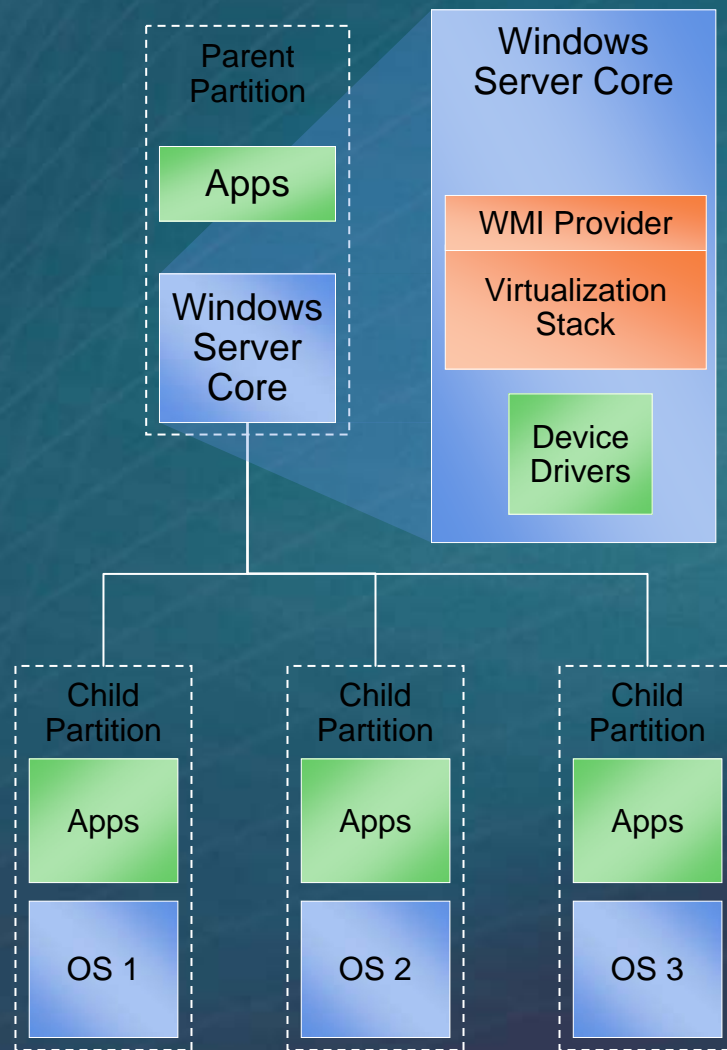 Parent
Partition
Apps
Windows
Server
Core
Windows
Server Core
WMI Provider
Virtualization
Stack
Device
Drivers
Child
Partition
Apps
OS 1
Child
Partition
Apps
OS 2
Child
Partition
Apps
OS 3